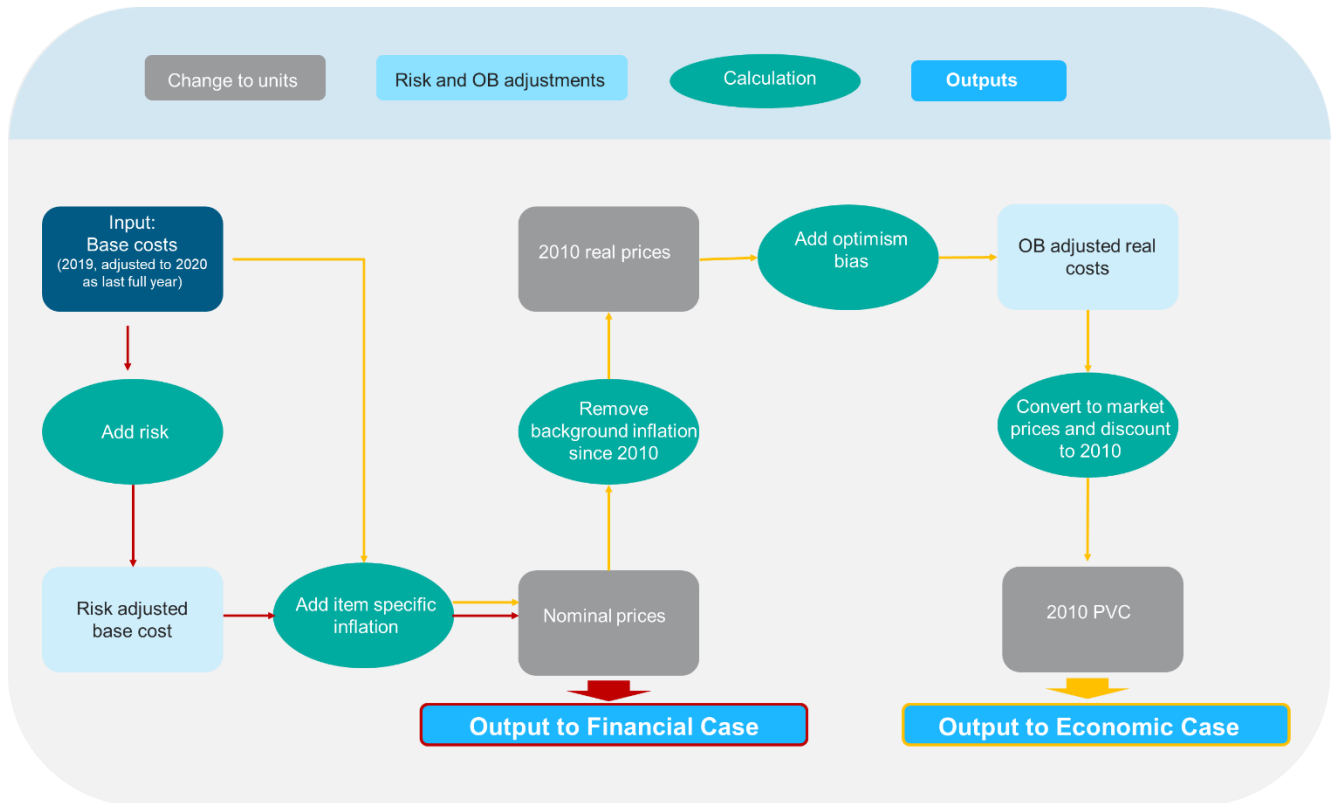 Change to units
Risk and OB adjustments
Calculation
Outputs
Input:
Base costs
(2019, adjusted to 2020
as last full year)
2010 real prices
Add optimism
bias
OB adjusted real
costs
Add risk
Remove
background inflation
since 2010
Convert to market
prices and discount
to 2010
Risk adjusted
base cost
Add item specific
inflation
Nominal prices
2010 PVC
Output to Financial Case
Output to Economic Case